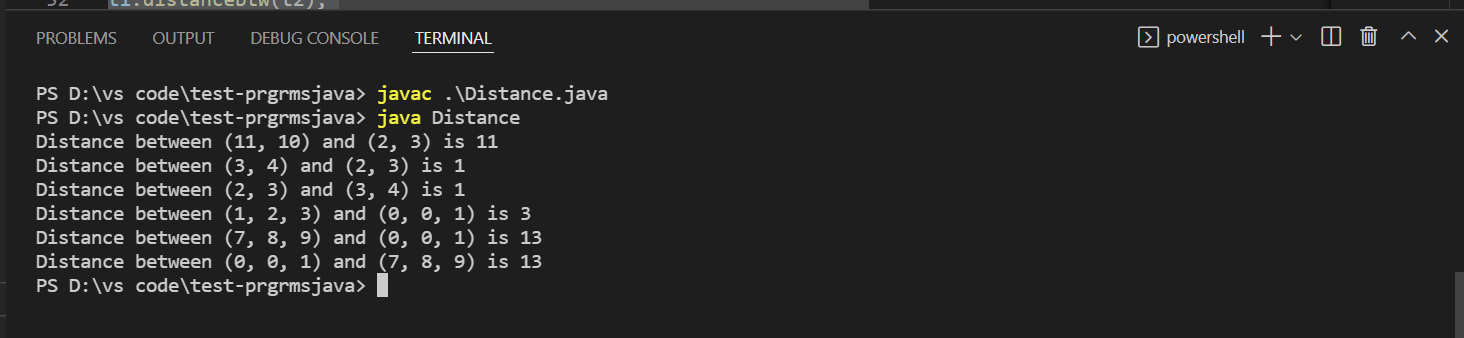 32 t1.distancebtw(t2);
PROBLEMS OUTPUT DEBUG CONSOLE TERMINAL powershell
PS D:\vs code\test-prgrmsjava> javac .\Distance.java
PS D:\vs code\test-prgrmsjava> java Distance
Distance between (11, 10) and (2, 3) is 11
Distance between (3, 4) and (2, 3) is 1
Distance between (2, 3) and (3, 4) is 1
Distance between (1, 2, 3) and (0, 0, 1) is 3
Distance between (7, 8, 9) and (0, 0, 1) is 13
Distance between (0, 0, 1) and (7, 8, 9) is 13
PS D:\vs code\test-prgrmsjava>